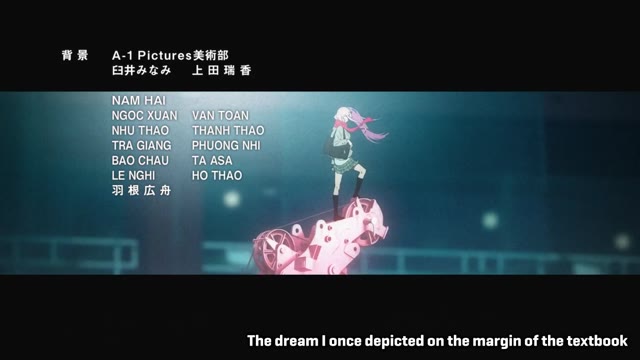 背景 A-1 Pictures美術部
臼井みなみ 上田瑞香
NAM HAI
NGOC XUAN VAN TOAN
NHU THAO THANH THAO
TRA GIANG PHUONG NHI
BAO CHAU TA ASA
LE NGHI HO THAO
羽根広舟
The dream I once depicted on the margin of the textbook